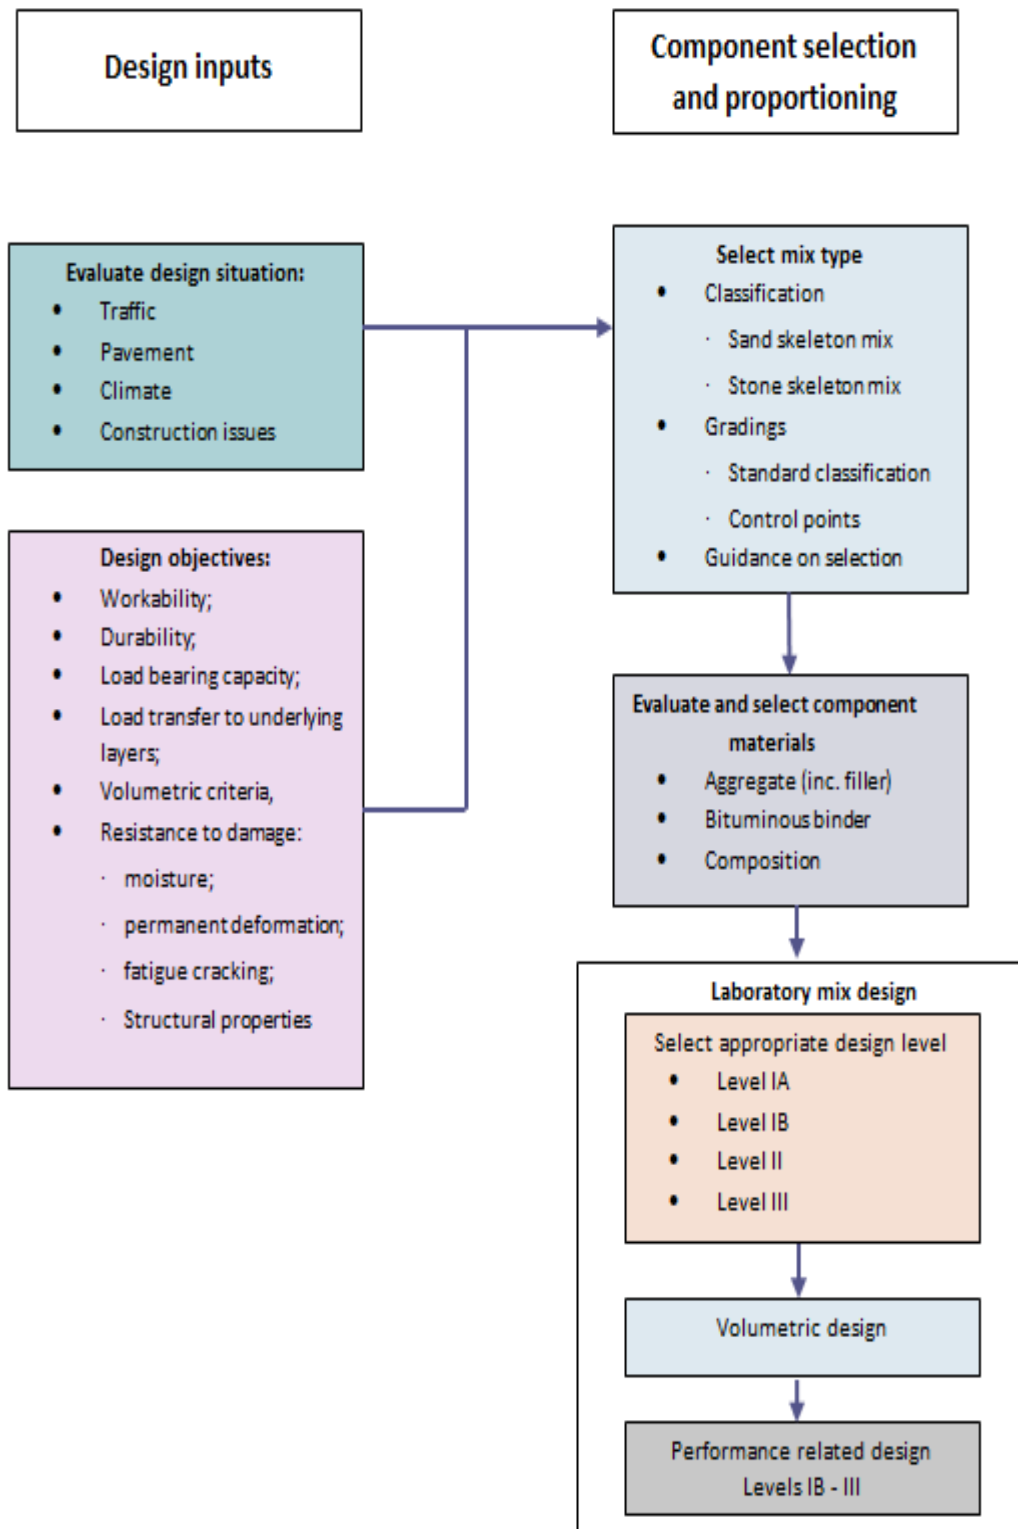 Design inputs
Component selection
and proportioning
Evaluate design situation:
• Traffic
• Pavement
• Climate
• Construction issues
Design objectives:
• Workability;
• Durability;
• Load bearing capacity;
• Load transfer to underlying
layers;
• Volumetric criteria,
• Resistance to damage:
· moisture;
· permanent deformation;
· fatigue cracking;
· Structural properties
Select mix type
• Classification
· Sand skeleton mix
· Stone skeleton mix
• Gradings
· Standard classification
· Control points
• Guidance on selection
Evaluate and select component
materials
• Aggregate (inc. filler)
• Bituminous binder
• Composition
Laboratory mix design
Select appropriate design level
• Level IA
• Level IB
• Level II
• Level III
Volumetric design
Performance related design
Levels IB - III